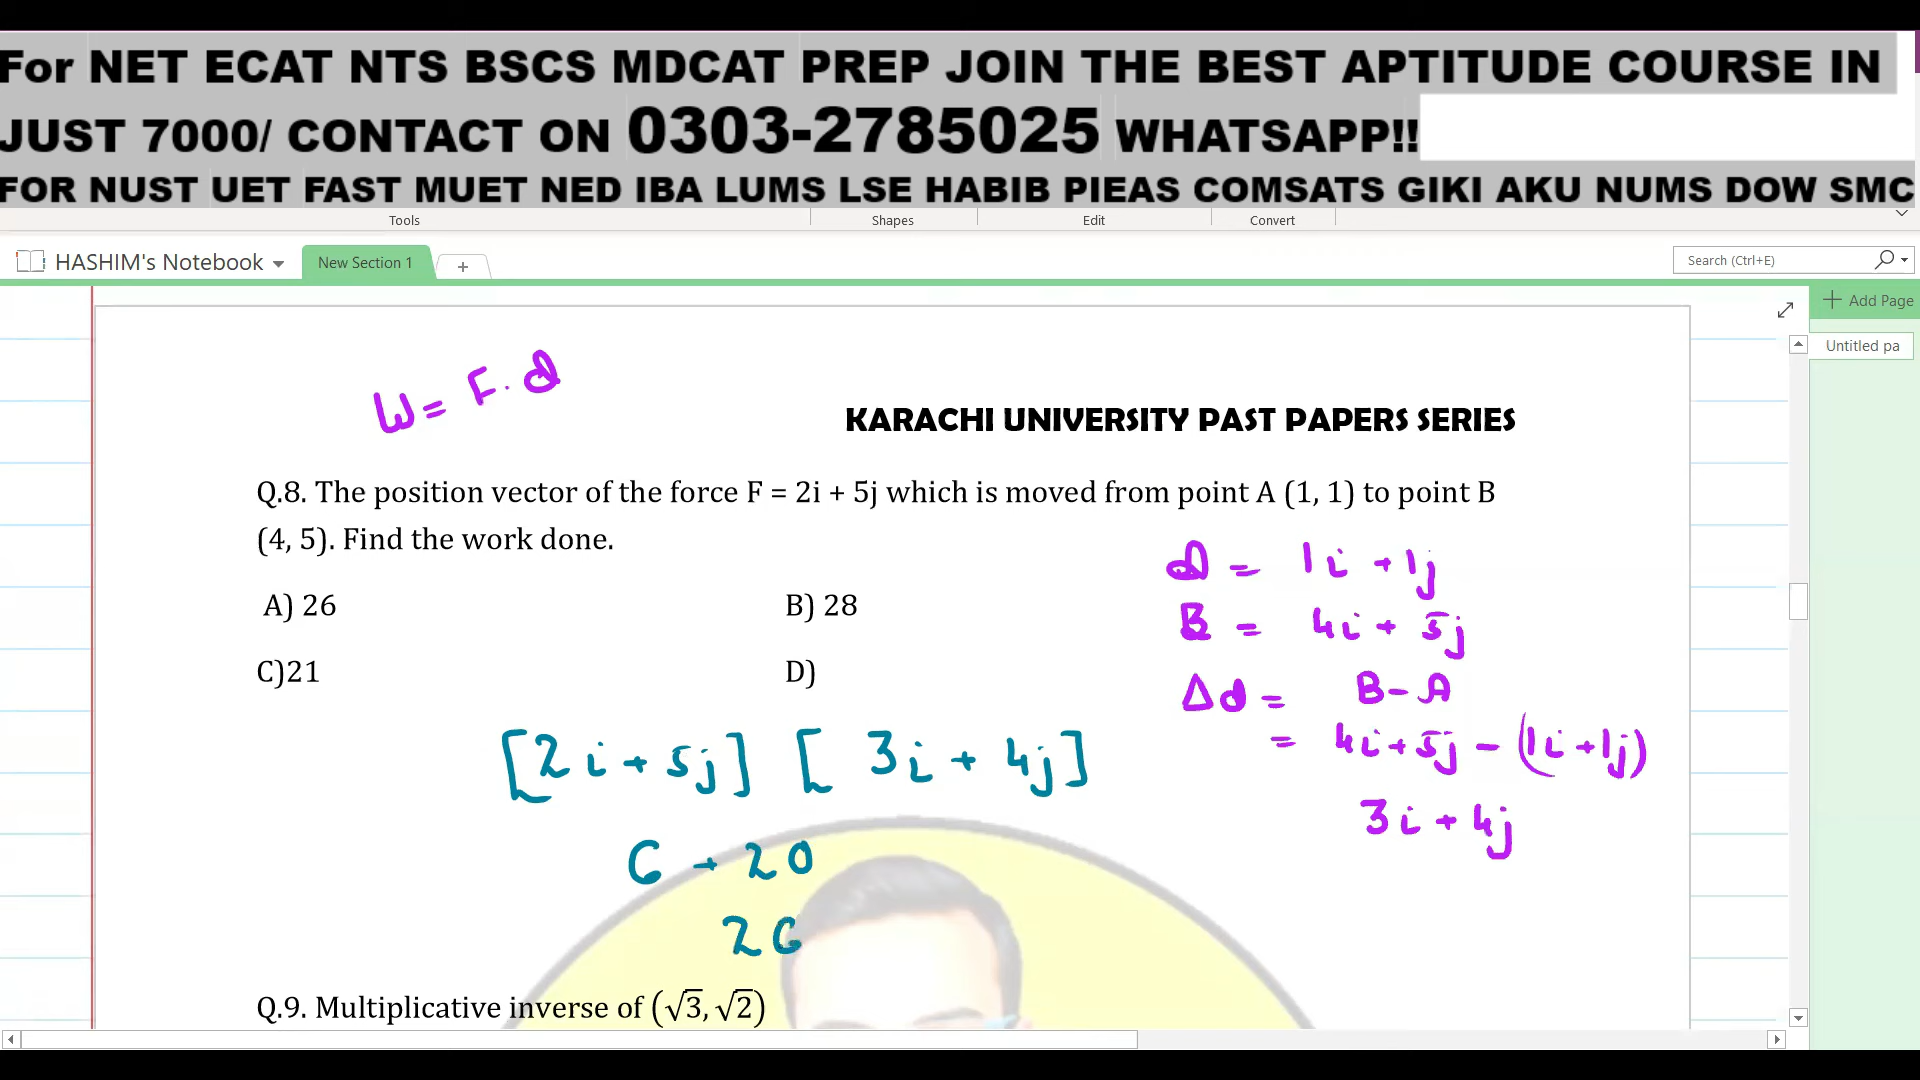 For NET ECAT NTS BSCS MDCAT PREP JOIN THE BEST APTITUDE COURSE IN
JUST 7000/ CONTACT ON 0303-2785025 WHATSAPP!!
FOR NUST UET FAST MUET NED IBA LUMS LSE HABIB PIEAS COMSATS GIKI AKU NUMS DOW SMC
Tools Shapes Edit Convert
HASHIM's Notebook New Section 1 + Search (Ctrl+E)
Add Page
Untitled pa
W = F . d
KARACHI UNIVERSITY PAST PAPERS SERIES
Q.8. The position vector of the force F = 2i + 5j which is moved from point A (1, 1) to point B
(4, 5). Find the work done.
A) 26 B) 28
C)21 D)
A = 1i + 1j
B = 4i + 5j
Δd = B - A
= 4i + 5j - (1i + 1j)
3i + 4j
[2i + 5j] [3i + 4j]
6 + 20
26
Q.9. Multiplicative inverse of (√3, √2)